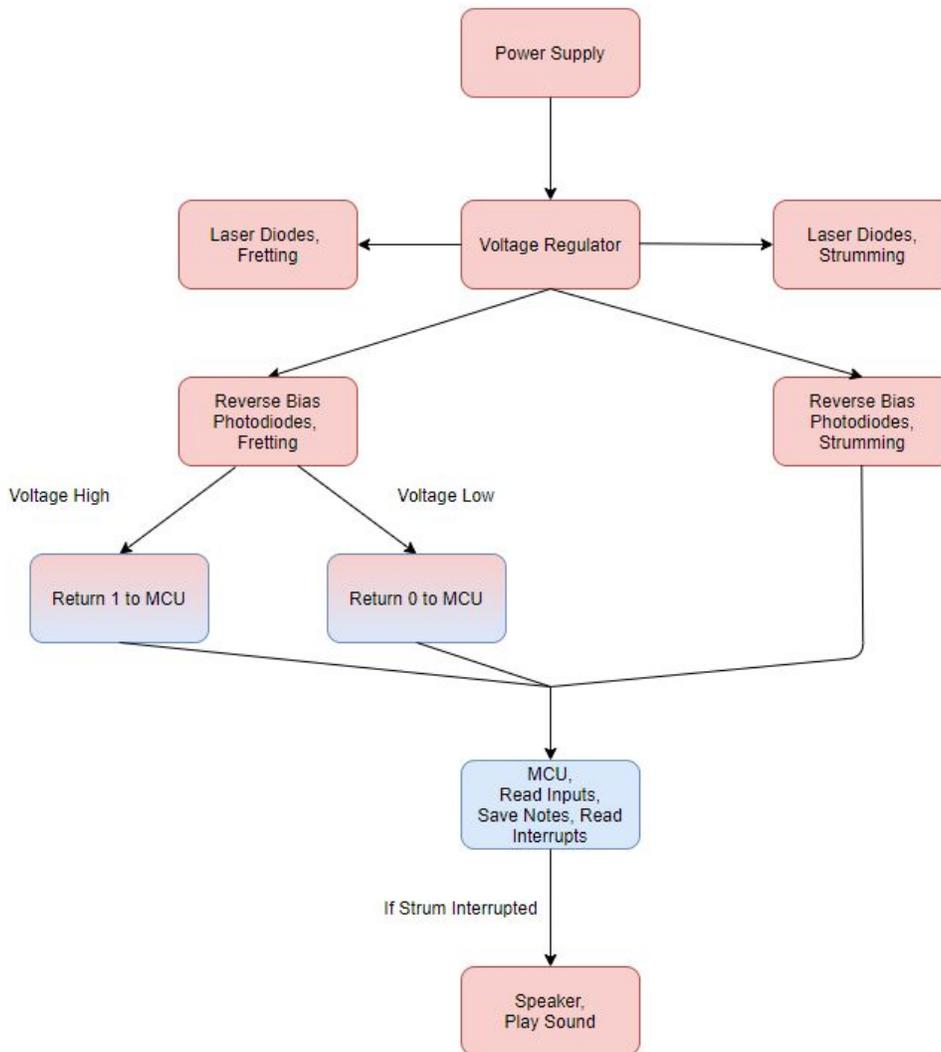 Power Supply
Laser Diodes,
Fretting
Voltage Regulator
Laser Diodes,
Strumming
Reverse Bias
Photodiodes,
Fretting
Reverse Bias
Photodiodes,
Strumming
Voltage High
Voltage Low
Return 1 to MCU
Return 0 to MCU
MCU,
Read Inputs,
Save Notes, Read
Interrupts
If Strum Interrupted
Speaker,
Play Sound